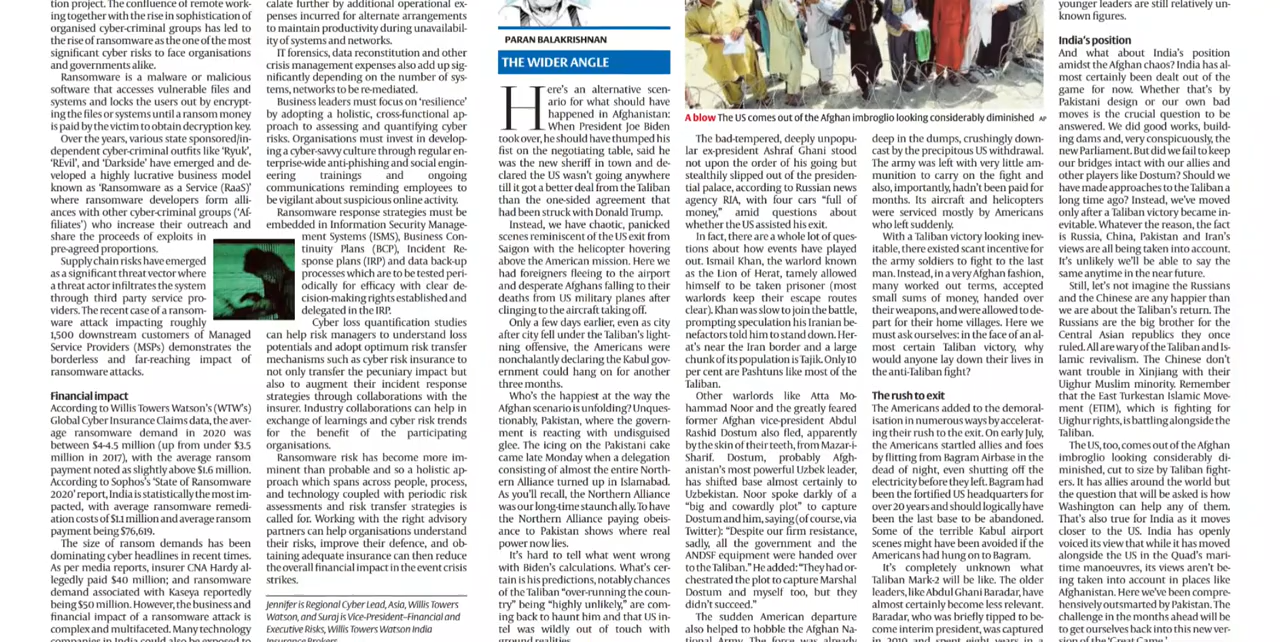 tion project. The confluence of remote work-
ing together with the rise in sophistication of
organised cyber-criminal groups has led to
the rise of ransomware as the one of the most
significant cyber risks to face organisations
and governments alike.
Ransomware is a malware or malicious
software that accesses vulnerable files and
systems and locks the users out by encrypt-
ing the files or systems until a ransom money
is paid by the victim to obtain decryption key.
Over the years, various state sponsored/in-
dependent cyber-criminal outfits like 'Ryuk',
'REvil', and 'Darkside' have emerged and de-
veloped a highly lucrative business model
known as 'Ransomware as a Service (RaaS)'
where ransomware developers form alli-
ances with other cyber-criminal groups ('Af-
filiates') who increase their outreach and
share the proceeds of exploits in
pre-agreed proportions.
Supply chain risks have emerged
as a significant threat vector where
a threat actor infiltrates the system
through third party service pro-
viders. The recent case of a ransom-
ware attack impacting roughly
1,500 downstream customers of Managed
Service Providers (MSPs) demonstrates the
borderless and far-reaching impact of
ransomware attacks.
Financial impact
According to Willis Towers Watson's (WTW's)
Global Cyber Insurance Claims data, the aver-
age ransomware demand in 2020 was
between $4-4.5 million (up from under $3.5
million in 2017), with the average ransom
payment noted as slightly above $1.6 million.
According to Sophos's 'State of Ransomware
2020' report, India is statistically the most im-
pacted, with average ransomware remedi-
ation costs of $1.1 million and average ransom
payment being $76,619.
The size of ransom demands has been
dominating cyber headlines in recent times.
As per media reports, insurer CNA Hardy al-
legedly paid $40 million; and ransomware
demand associated with Kaseya reportedly
being $50 million. However, the business and
financial impact of a ransomware attack is
complex and multifaceted. Many technology
companies in India could also be exposed to
calate further by additional operational ex-
penses incurred for alternate arrangements
to maintain productivity during unavailabil-
ity of systems and networks.
IT forensics, data reconstitution and other
crisis management expenses also add up sig-
nificantly depending on the number of sys-
tems, networks to be re-mediated.
Business leaders must focus on 'resilience'
by adopting a holistic, cross-functional ap-
proach to assessing and quantifying cyber
risks. Organisations must invest in develop-
ing a cyber-savvy culture through regular en-
terprise-wide anti-phishing and social engin-
eering trainings and ongoing
communications reminding employees to
be vigilant about suspicious online activity.
Ransomware response strategies must be
embedded in Information Security Manage-
ment Systems (ISMS), Business Con-
tinuity Plans (BCP), Incident Re-
sponse plans (IRP) and data back-up
processes which are to be tested peri-
odically for efficacy with clear de-
cision-making rights established and
delegated in the IRP.
Cyber loss quantification studies
can help risk managers to understand loss
potentials and adopt optimum risk transfer
mechanisms such as cyber risk insurance to
not only transfer the pecuniary impact but
also to augment their incident response
strategies through collaborations with the
insurer. Industry collaborations can help in
exchange of learnings and cyber risk trends
for the benefit of the participating
organisations.
Ransomware risk has become more im-
minent than probable and so a holistic ap-
proach which spans across people, process,
and technology coupled with periodic risk
assessments and risk transfer strategies is
called for. Working with the right advisory
partners can help organisations understand
their risks, improve their defence, and ob-
taining adequate insurance can then reduce
the overall financial impact in the event crisis
strikes.
Jennifer is Regional Cyber Lead, Asia, Willis Towers
Watson, and Suraj is Vice-President–Financial and
Executive Risks, Willis Towers Watson India
Insurance Brokers
PARAN BALAKRISHNAN
THE WIDER ANGLE
Here's an alternative scen-
ario for what should have
happened in Afghanistan:
When President Joe Biden
took over, he should have thumped his
fist on the negotiating table, said he
was the new sheriff in town and de-
clared the US wasn't going anywhere
till it got a better deal from the Taliban
than the one-sided agreement that
had been struck with Donald Trump.
Instead, we have chaotic, panicked
scenes reminiscent of the US exit from
Saigon with the helicopter hovering
above the American mission. Here we
had foreigners fleeing to the airport
and desperate Afghans falling to their
deaths from US military planes after
clinging to the aircraft taking off.
Only a few days earlier, even as city
after city fell under the Taliban's light-
ning offensive, the Americans were
nonchalantly declaring the Kabul gov-
ernment could hang on for another
three months.
Who's the happiest at the way the
Afghan scenario is unfolding? Unques-
tionably, Pakistan, where the govern-
ment is reacting with undisguised
glee. The icing on the Pakistani cake
came late Monday when a delegation
consisting of almost the entire North-
ern Alliance turned up in Islamabad.
As you'll recall, the Northern Alliance
was our long-time staunch ally. To have
the Northern Alliance paying obeis-
ance to Pakistan shows where real
power now lies.
It's hard to tell what went wrong
with Biden's calculations. What's cer-
tain is his predictions, notably chances
of the Taliban "over-running the coun-
try" being "highly unlikely," are com-
ing back to haunt him and that US in-
tel was wildly out of touch with
ground realities.
A blow The US comes out of the Afghan imbroglio looking considerably diminished AP
The bad-tempered, deeply unpopu-
lar ex-president Ashraf Ghani stood
not upon the order of his going but
stealthily slipped out of the presiden-
tial palace, according to Russian news
agency RIA, with four cars "full of
money," amid questions about
whether the US assisted his exit.
In fact, there are a whole lot of ques-
tions about how events have played
out. Ismail Khan, the warlord known
as the Lion of Herat, tamely allowed
himself to be taken prisoner (most
warlords keep their escape routes
clear). Khan was slow to join the battle,
prompting speculation his Iranian be-
nefactors told him to stand down. Her-
at's near the Iran border and a large
chunk of its population is Tajik. Only 10
per cent are Pashtuns like most of the
Taliban.
Other warlords like Atta Mo-
hammad Noor and the greatly feared
former Afghan vice-president Abdul
Rashid Dostum also fled, apparently
by the skin of their teeth, from Mazar-i-
Sharif. Dostum, probably Afgh-
anistan's most powerful Uzbek leader,
has shifted base almost certainly to
Uzbekistan. Noor spoke darkly of a
"big and cowardly plot" to capture
Dostum and him, saying (of course, via
Twitter): "Despite our firm resistance,
sadly, all the government and the
ANDSF equipment were handed over
to the Taliban." He added: "They had or-
chestrated the plot to capture Marshal
Dostum and myself too, but they
didn't succeed."
The sudden American departure
also helped to hobble the Afghan Na-
tional Army. The force was already
deep in the dumps, crushingly down-
cast by the precipitous US withdrawal.
The army was left with very little am-
munition to carry on the fight and
also, importantly, hadn't been paid for
months. Its aircraft and helicopters
were serviced mostly by Americans
who left suddenly.
With a Taliban victory looking inev-
itable, there existed scant incentive for
the army soldiers to fight to the last
man. Instead, in a very Afghan fashion,
many worked out terms, accepted
small sums of money, handed over
their weapons, and were allowed to de-
part for their home villages. Here we
must ask ourselves: in the face of an al-
most certain Taliban victory, why
would anyone lay down their lives in
the anti-Taliban fight?
The rush to exit
The Americans added to the demoral-
isation in numerous ways by accelerat-
ing their rush to the exit. On early July,
the Americans startled allies and foes
by flitting from Bagram Airbase in the
dead of night, even shutting off the
electricity before they left. Bagram had
been the fortified US headquarters for
over 20 years and should logically have
been the last base to be abandoned.
Some of the terrible Kabul airport
scenes might have been avoided if the
Americans had hung on to Bagram.
It's completely unknown what
Taliban Mark-2 will be like. The older
leaders, like Abdul Ghani Baradar, have
almost certainly become less relevant.
Baradar, who was briefly tipped to be-
come interim president, was captured
in 2010 and spent eight years in a
younger leaders are still relatively un-
known figures.
India's position
And what about India's position
amidst the Afghan chaos? India has al-
most certainly been dealt out of the
game for now. Whether that's by
Pakistani design or our own bad
moves is the crucial question to be
answered. We did good works, build-
ing dams and, very conspicuously, the
new Parliament. But did we fail to keep
our bridges intact with our allies and
other players like Dostum? Should we
have made approaches to the Taliban a
long time ago? Instead, we've moved
only after a Taliban victory became in-
evitable. Whatever the reason, the fact
is Russia, China, Pakistan and Iran's
views are all being taken into account.
It's unlikely we'll be able to say the
same anytime in the near future.
Still, let's not imagine the Russians
and the Chinese are any happier than
we are about the Taliban's return. The
Russians are the big brother for the
Central Asian republics they once
ruled. All are wary of the Taliban and Is-
lamic revivalism. The Chinese don't
want trouble in Xinjiang with their
Uighur Muslim minority. Remember
that the East Turkestan Islamic Move-
ment (ETIM), which is fighting for
Uighur rights, is battling alongside the
Taliban.
The US, too, comes out of the Afghan
imbroglio looking considerably di-
minished, cut to size by Taliban fight-
ers. It has allies around the world but
the question that will be asked is how
Washington can help any of them.
That's also true for India as it moves
closer to the US. India has openly
voiced its view that while it has moved
alongside the US in the Quad's mari-
time manoeuvres, its views aren't be-
ing taken into account in places like
Afghanistan. Here we've been compre-
hensively outsmarted by Pakistan. The
challenge in the months ahead will be
to get ourselves back into this new ver-
sion of the 'Great Game.'